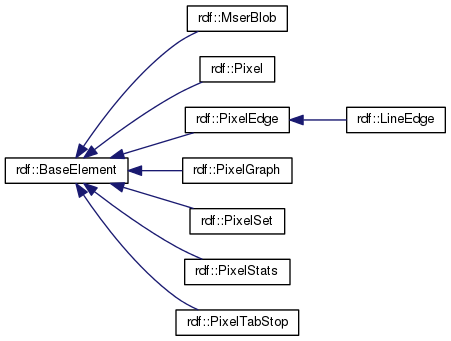 rdf::MserBlob
rdf::Pixel
rdf::PixelEdge
rdf::LineEdge
rdf::BaseElement
rdf::PixelGraph
rdf::PixelSet
rdf::PixelStats
rdf::PixelTabStop